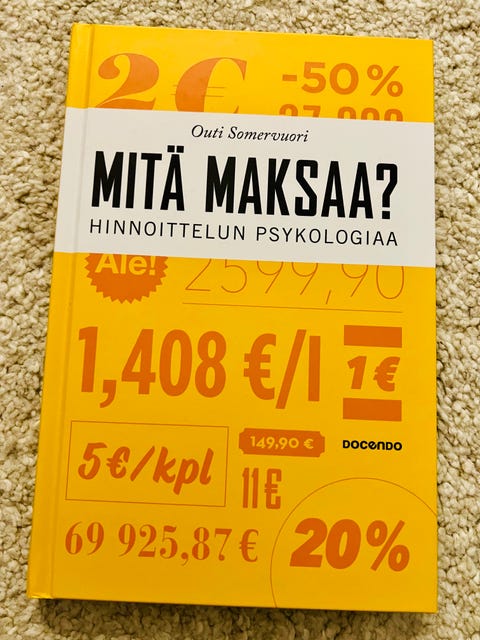 2€
-50%
Outi Somervuori
MITÄ MAKSAA?
HINNOITTELUN PSYKOLOGIAA
Ale!
2599,90
1,408 €/l
1€
149,90 €
DOCENDO
5€/kpl
11€
69 925,87 €
20%